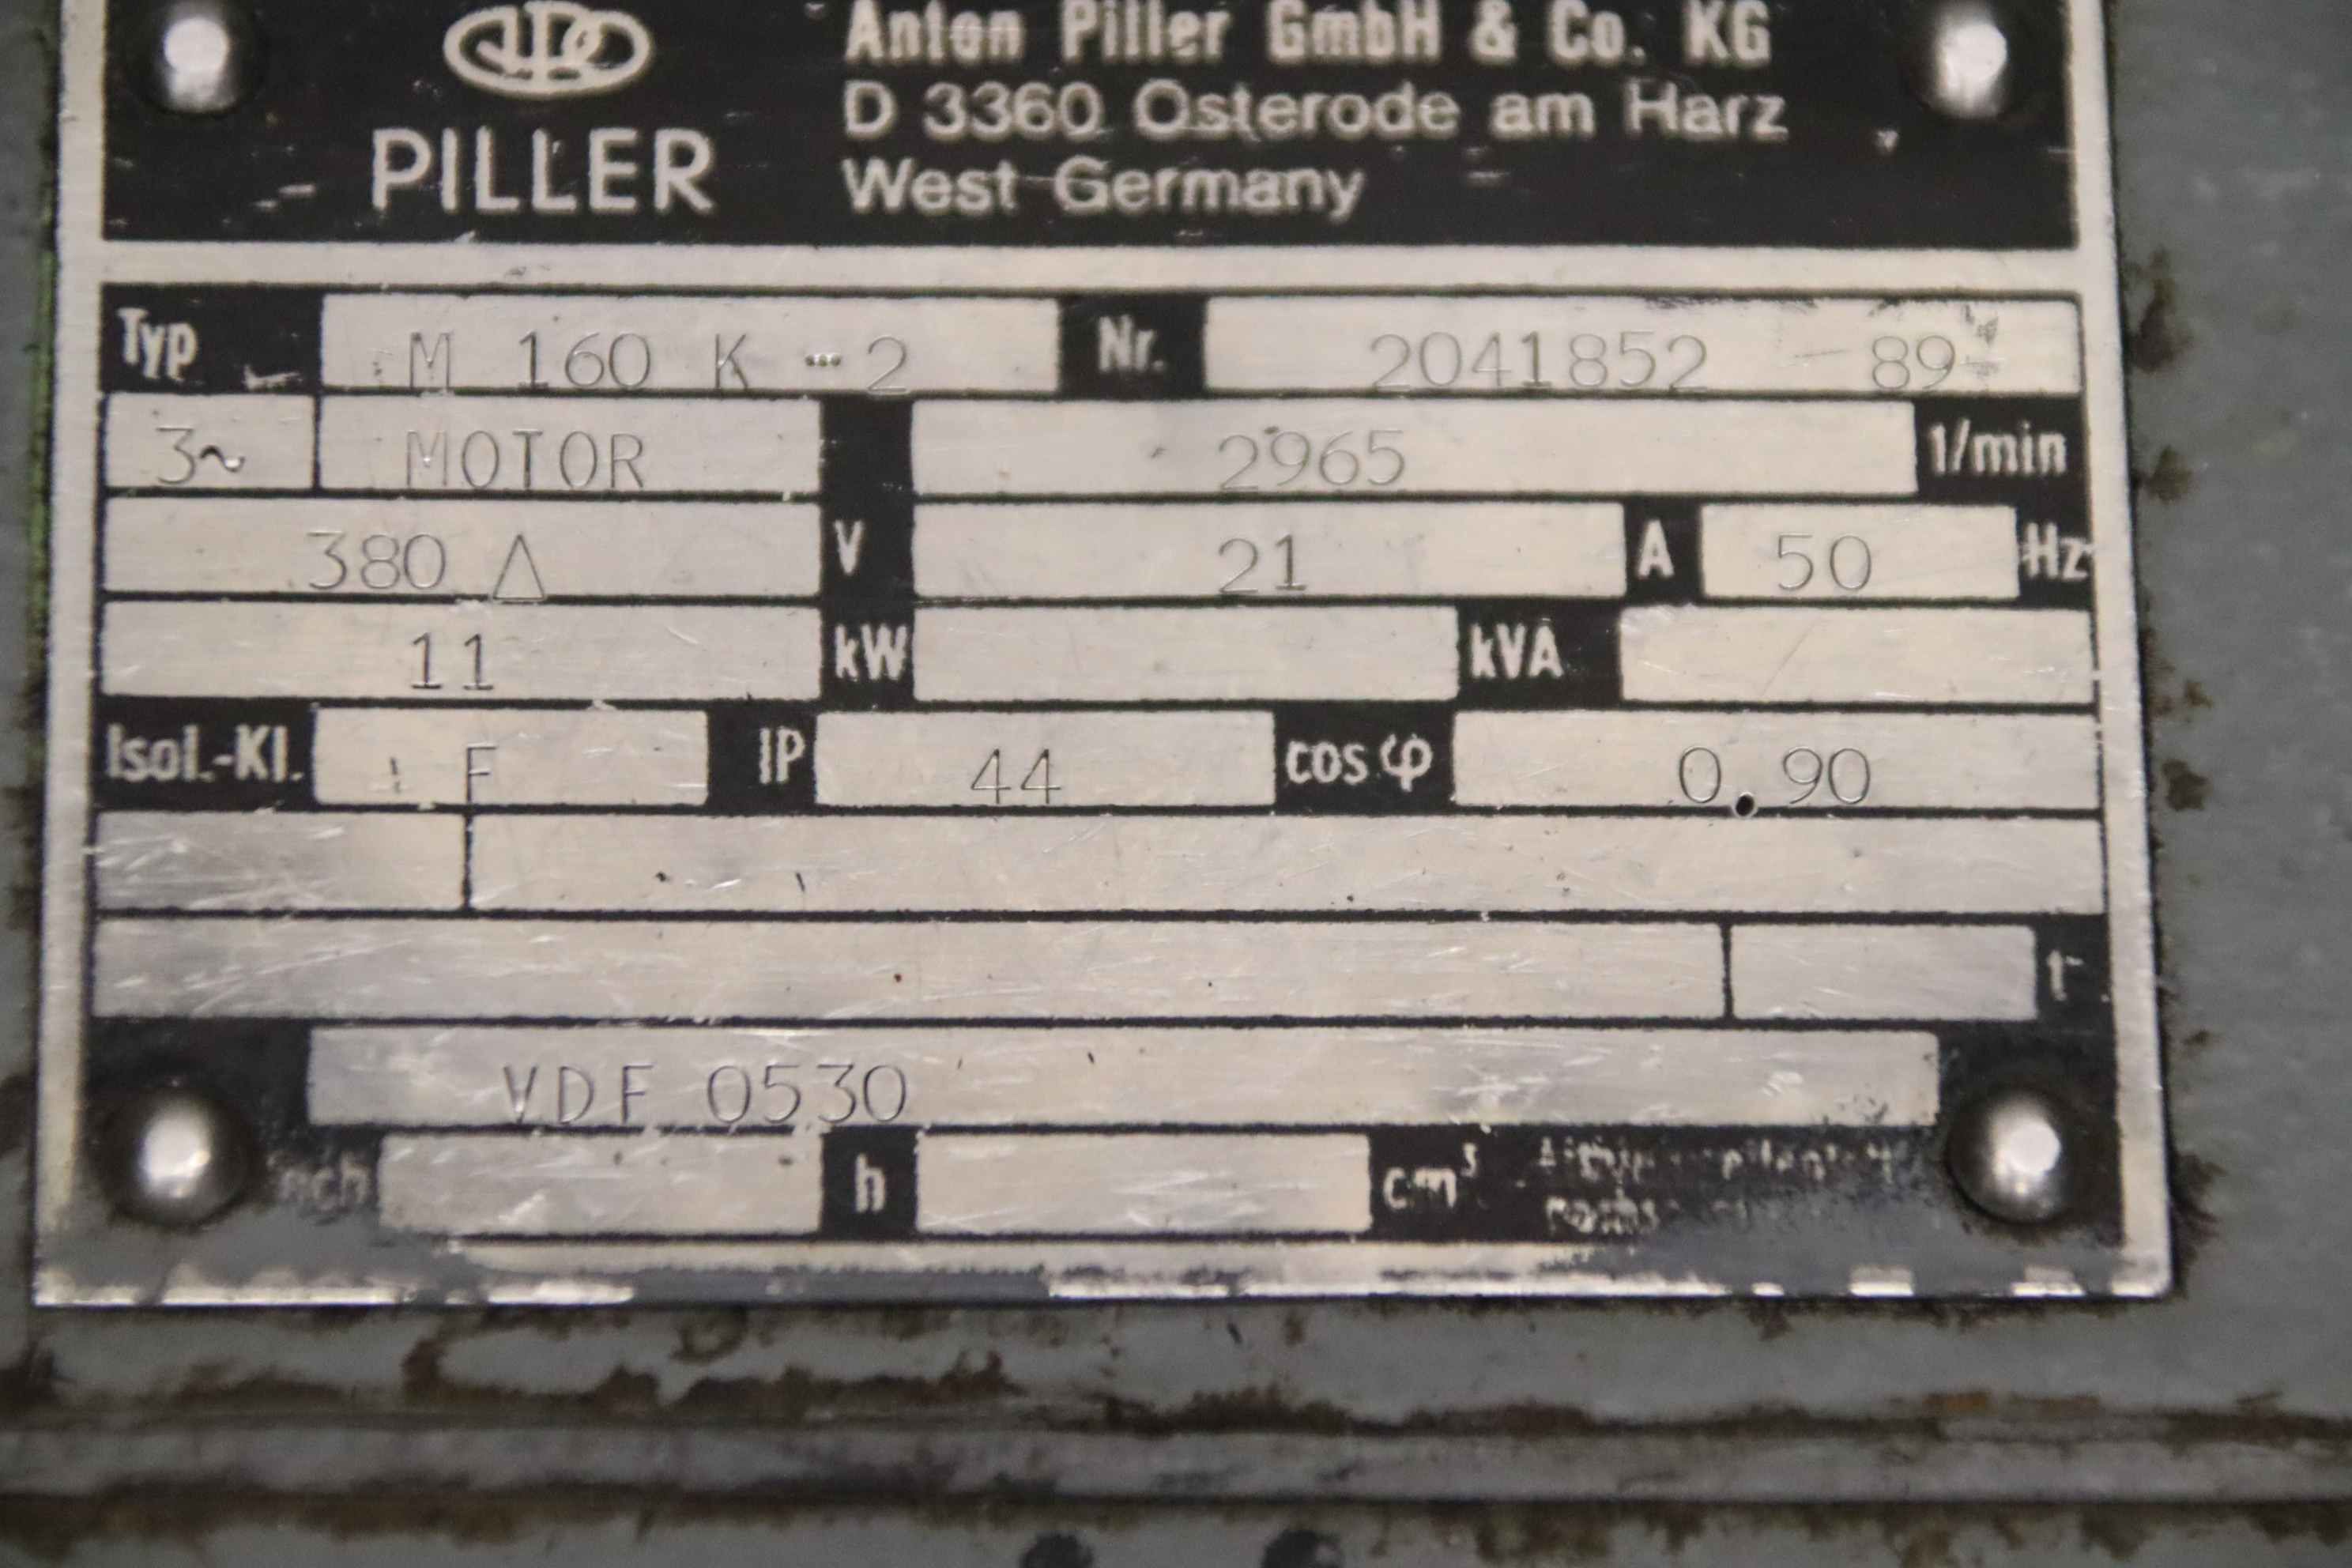 Anton Piller GmbH & Co. KG
D 3360 Osterode am Harz
PILLER West Germany
Typ M 160 K - 2 Nr. 2041852 - 89
3~ MOTOR 2965 1/min
380 Δ V 21 A 50 Hz
11 kW kVA
Isol.-Kl. F IP 44 cos φ 0.90
t
VDE 0530
h cm³